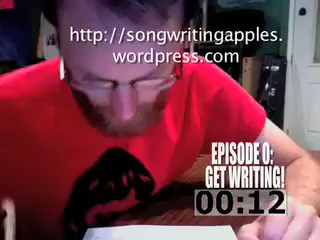 http://songwritingapples.
wordpress.com
EPISODE 0:
GET WRITING!
00:12